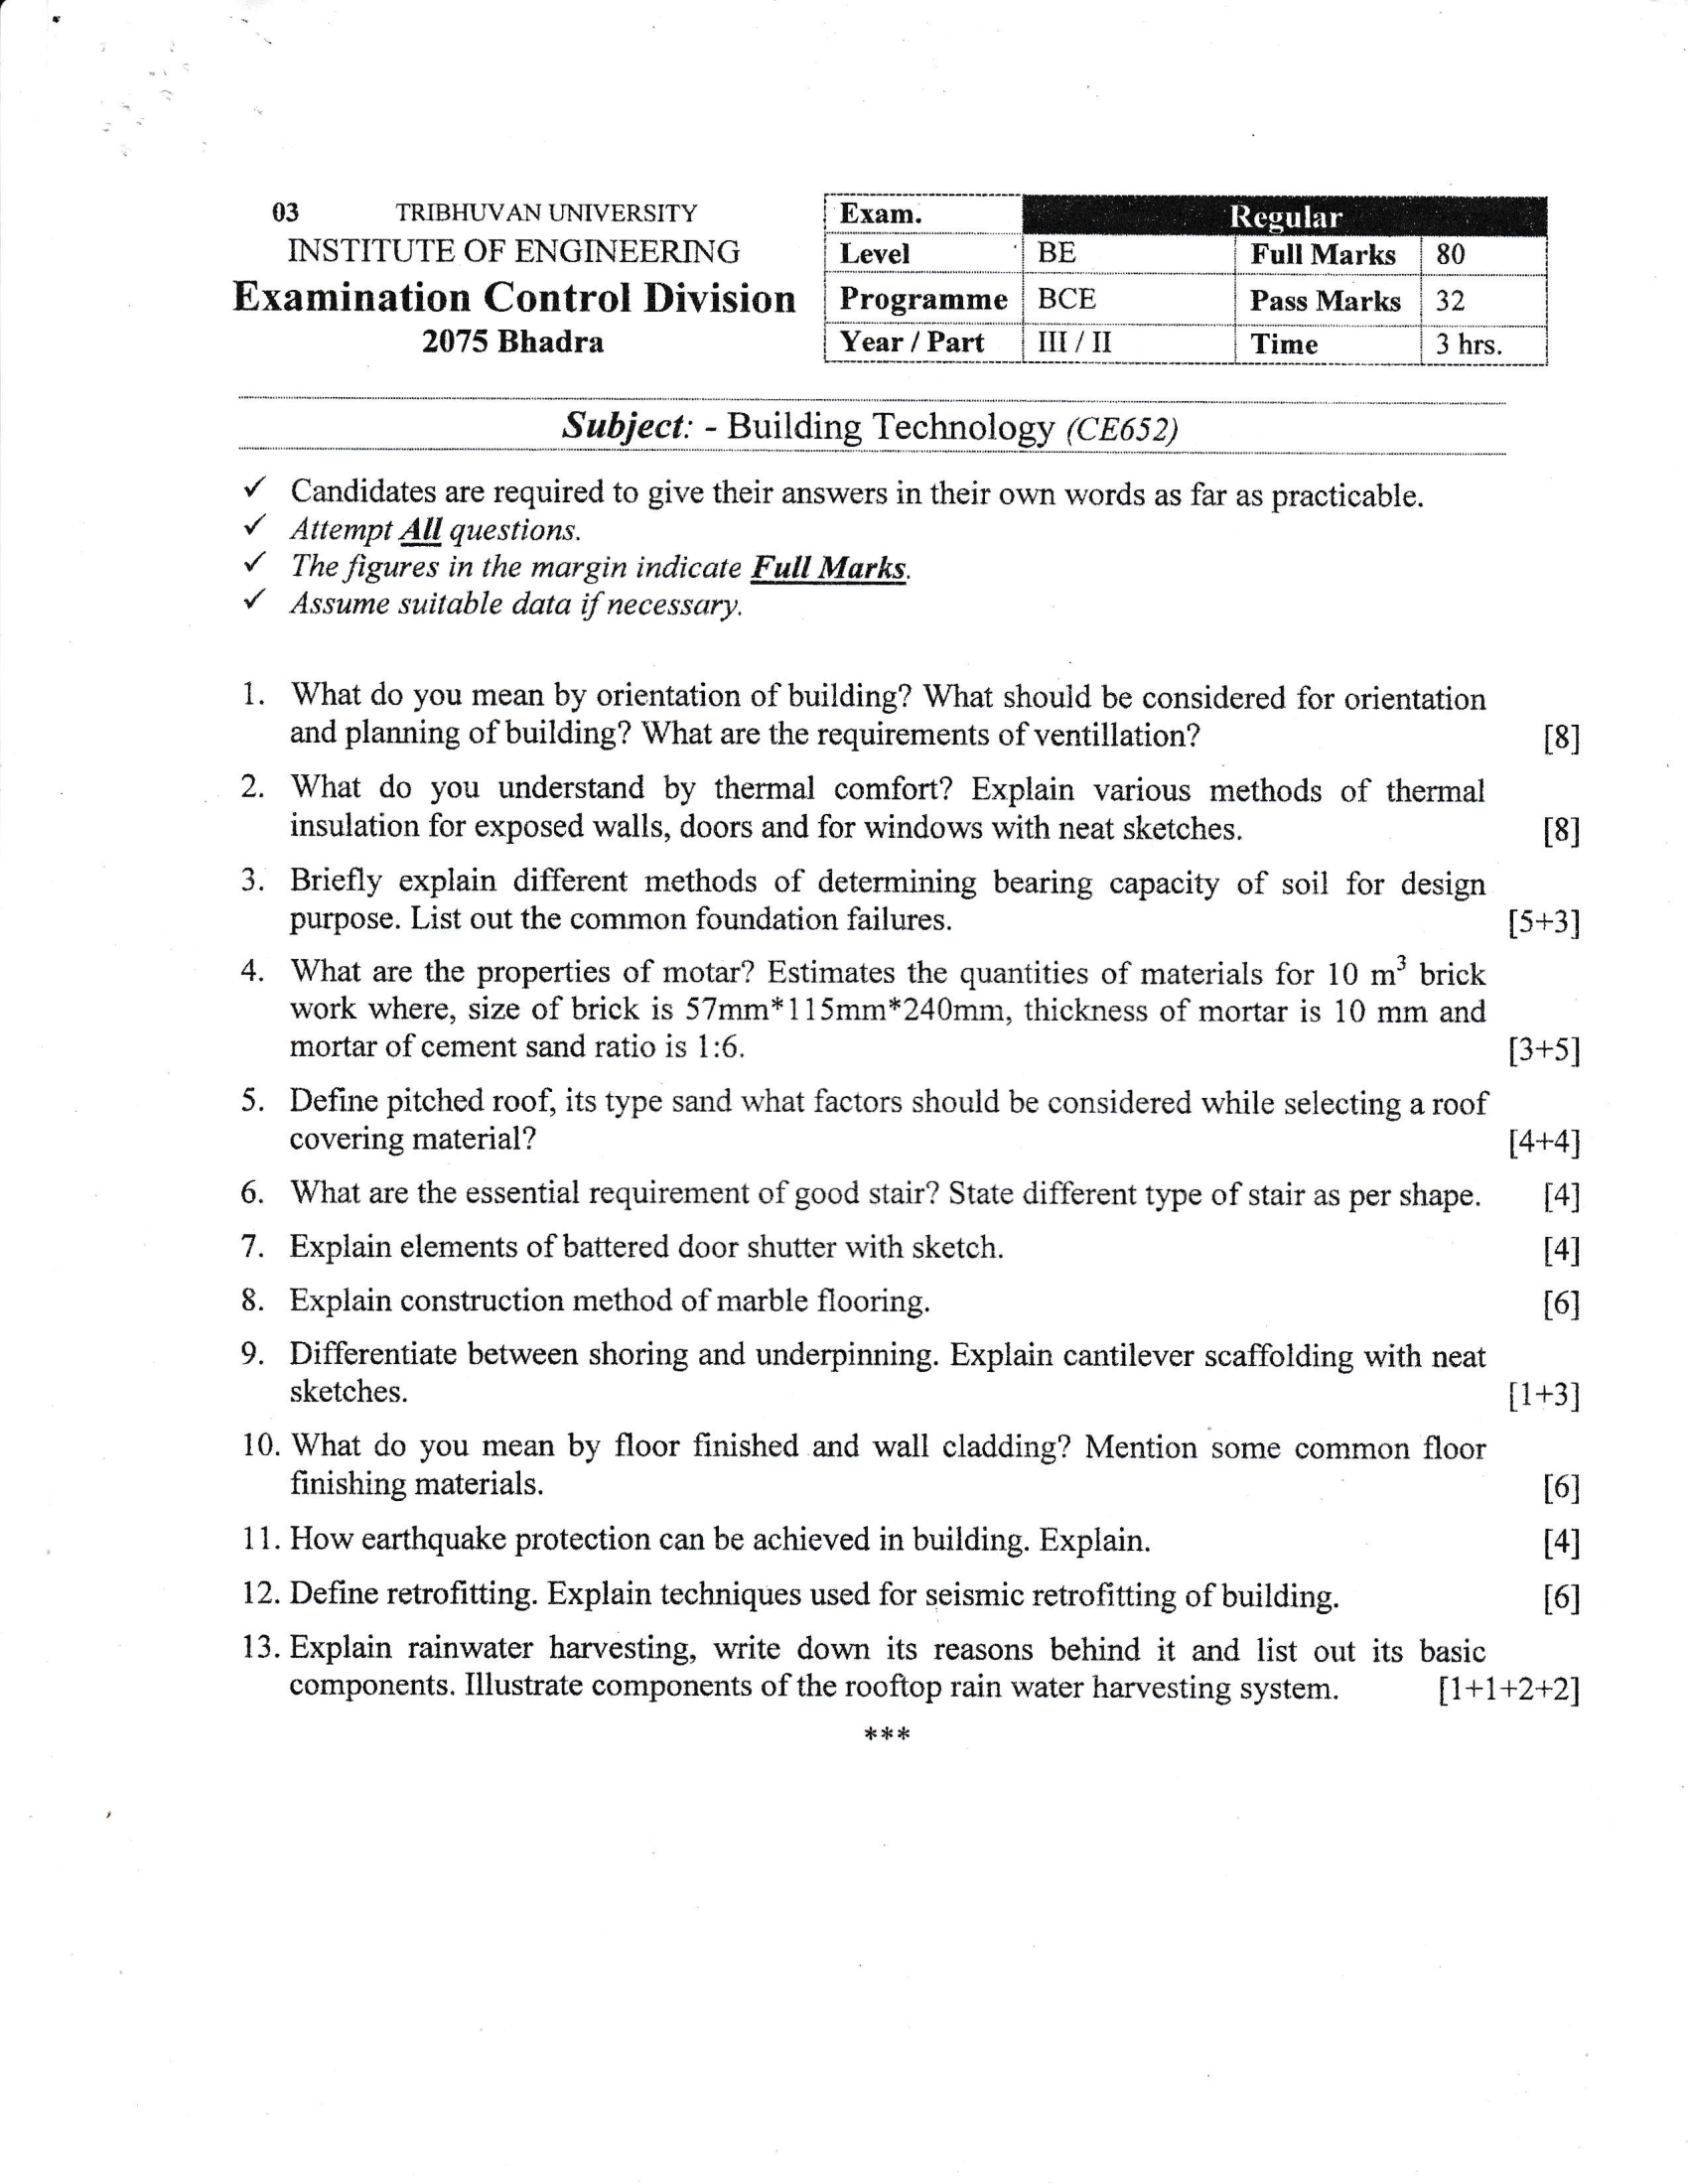 03 TRIBHUVAN UNIVERSITY
INSTITUTE OF ENGINEERING
Examination Control Division
2075 Bhadra
Exam. Regular
Level BE Full Marks 80
Programme BCE Pass Marks 32
Year / Part III / II Time 3 hrs.
Subject: - Building Technology (CE652)
✓ Candidates are required to give their answers in their own words as far as practicable.
✓ Attempt All questions.
✓ The figures in the margin indicate Full Marks.
✓ Assume suitable data if necessary.
1. What do you mean by orientation of building? What should be considered for orientation
and planning of building? What are the requirements of ventillation? [8]
2. What do you understand by thermal comfort? Explain various methods of thermal
insulation for exposed walls, doors and for windows with neat sketches. [8]
3. Briefly explain different methods of determining bearing capacity of soil for design
purpose. List out the common foundation failures. [5+3]
4. What are the properties of motar? Estimates the quantities of materials for 10 m³ brick
work where, size of brick is 57mm*115mm*240mm, thickness of mortar is 10 mm and
mortar of cement sand ratio is 1:6. [3+5]
5. Define pitched roof, its type sand what factors should be considered while selecting a roof
covering material? [4+4]
6. What are the essential requirement of good stair? State different type of stair as per shape. [4]
7. Explain elements of battered door shutter with sketch. [4]
8. Explain construction method of marble flooring. [6]
9. Differentiate between shoring and underpinning. Explain cantilever scaffolding with neat
sketches. [1+3]
10. What do you mean by floor finished and wall cladding? Mention some common floor
finishing materials. [6]
11. How earthquake protection can be achieved in building. Explain. [4]
12. Define retrofitting. Explain techniques used for seismic retrofitting of building. [6]
13. Explain rainwater harvesting, write down its reasons behind it and list out its basic
components. Illustrate components of the rooftop rain water harvesting system. [1+1+2+2]
***